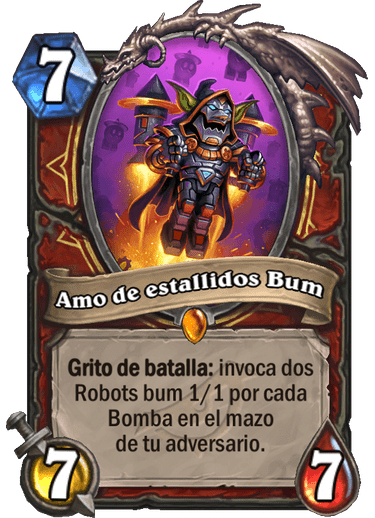 7
Amo de estallidos Bum
Grito de batalla: invoca dos
Robots bum 1/1 por cada
Bomba en el mazo
de tu adversario.
7
7